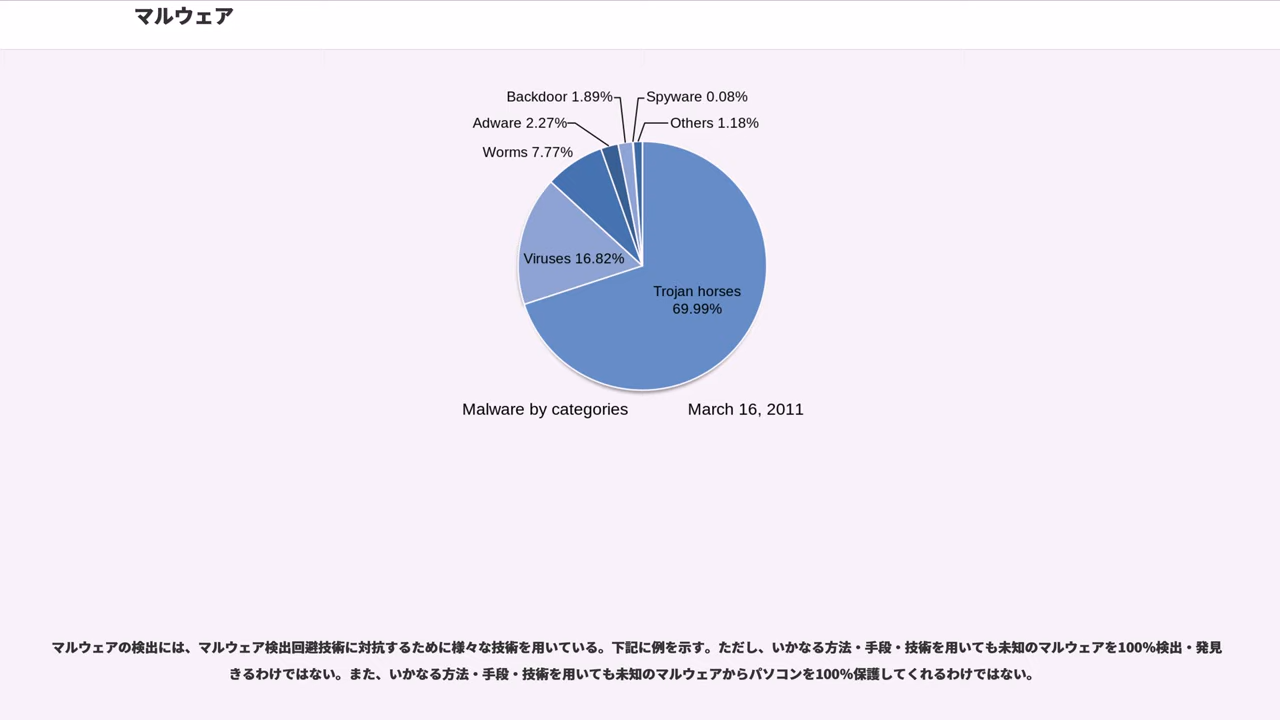 マルウェア
Backdoor 1.89%
Spyware 0.08%
Adware 2.27%
Others 1.18%
Worms 7.77%
Viruses 16.82%
Trojan horses
69.99%
Malware by categories
March 16, 2011
マルウェアの検出には、マルウェア検出回避技術に対抗するために様々な技術を用いている。下記に例を示す。ただし、いかなる方法・手段・技術を用いても未知のマルウェアを100%検出・発見
きるわけではない。また、いかなる方法・手段・技術を用いても未知のマルウェアからパソコンを100%保護してくれるわけではない。